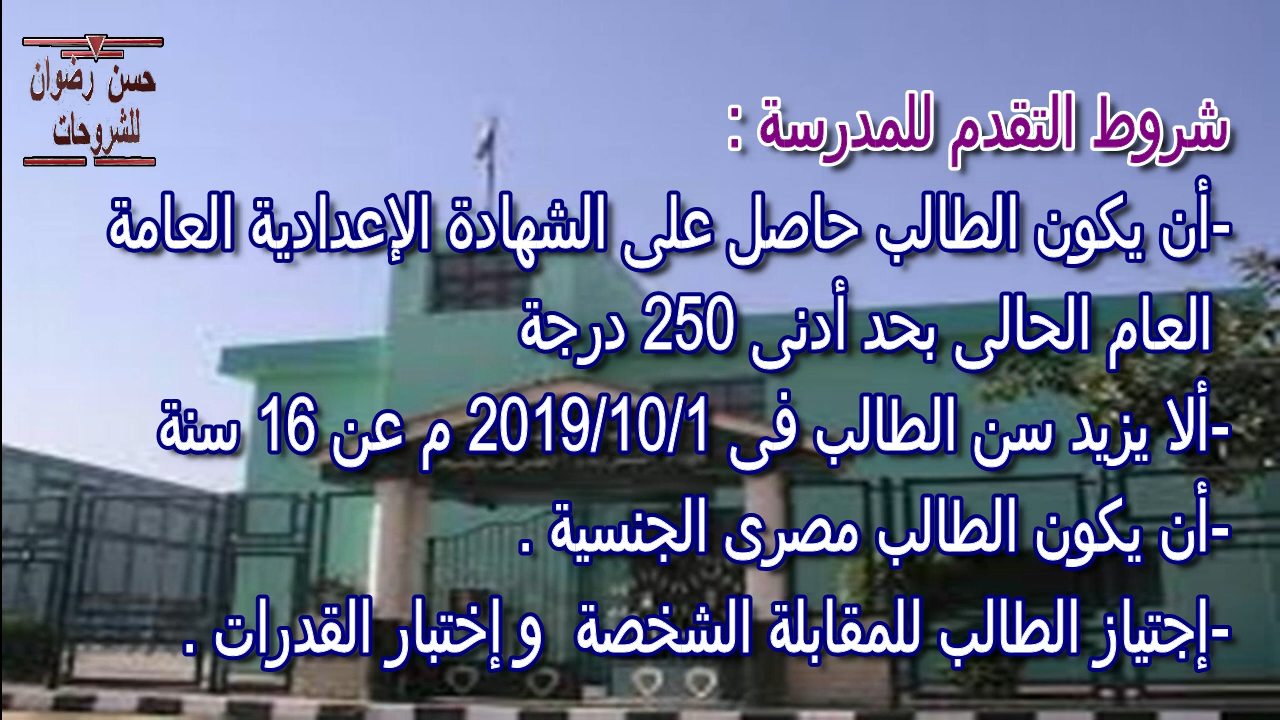 حسن رضوان
للشروحات
شروط التقدم للمدرسة :
-أن يكون الطالب حاصل على الشهادة الإعدادية العامة
العام الحالى بحد أدنى 250 درجة
-ألا يزيد سن الطالب فى 2019/10/1 م عن 16 سنة
-أن يكون الطالب مصرى الجنسية .
-إجتياز الطالب للمقابلة الشخصة و إختبار القدرات .